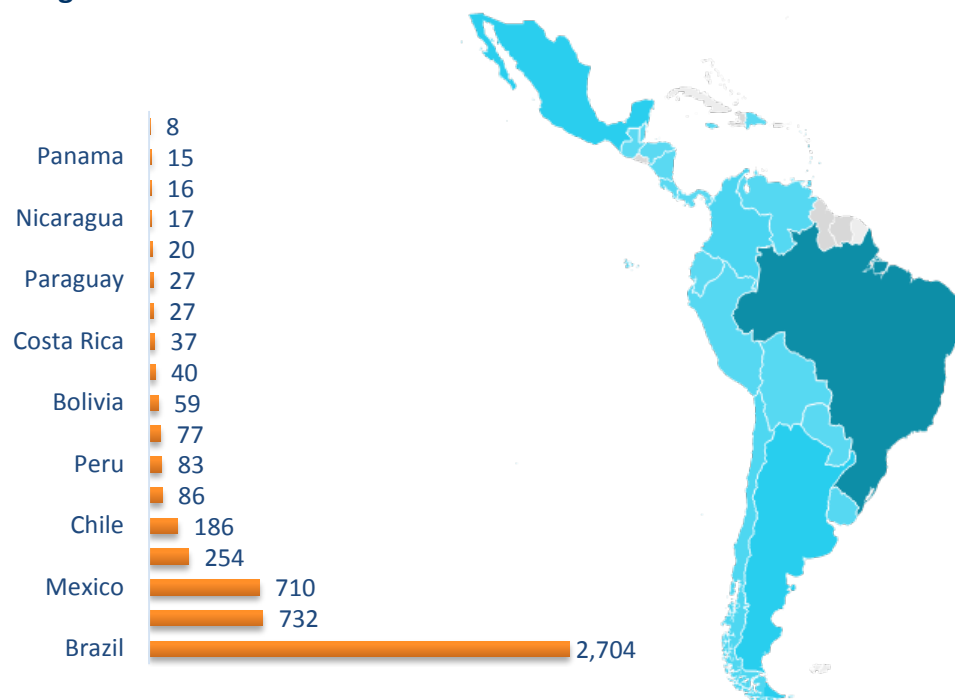 8
Panama 15
16
Nicaragua 17
20
Paraguay 27
27
Costa Rica 37
40
Bolivia 59
77
Peru 83
86
Chile 186
254
Mexico 710
732
Brazil 2,704